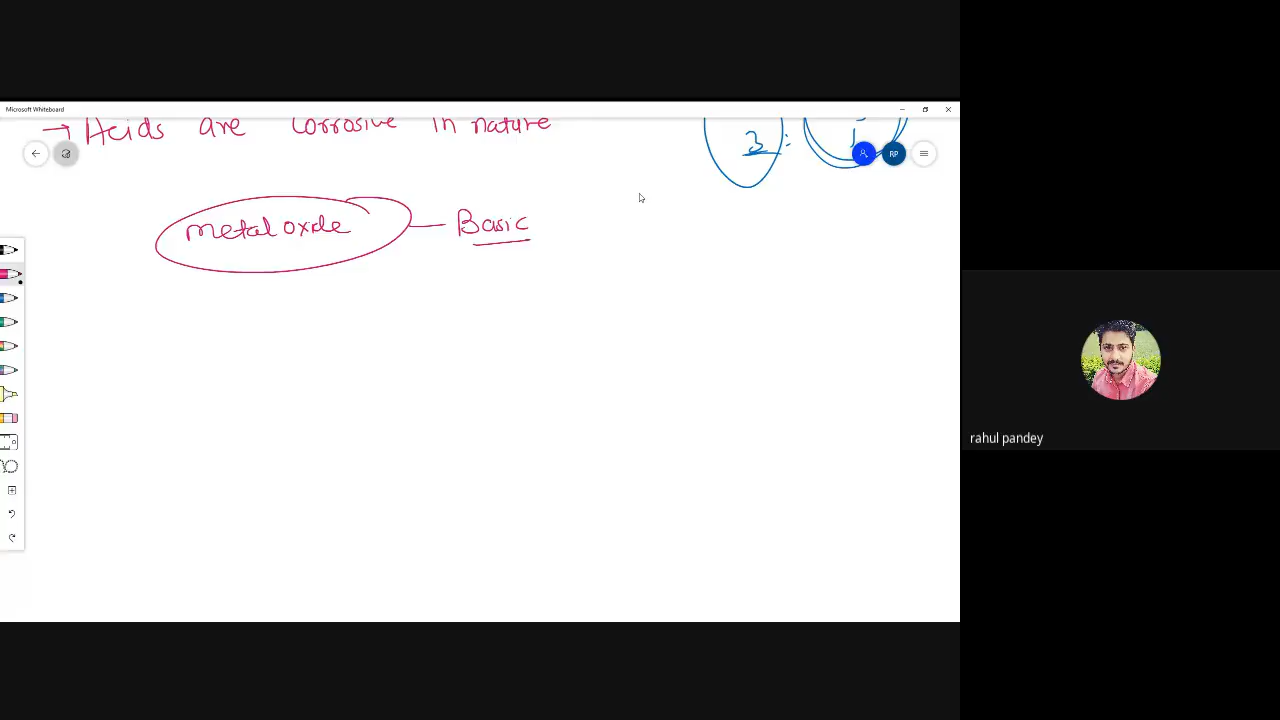 Microsoft Whiteboard
→ Acids are corrosive in nature
3 :
RP
metal oxide — Basic
rahul pandey